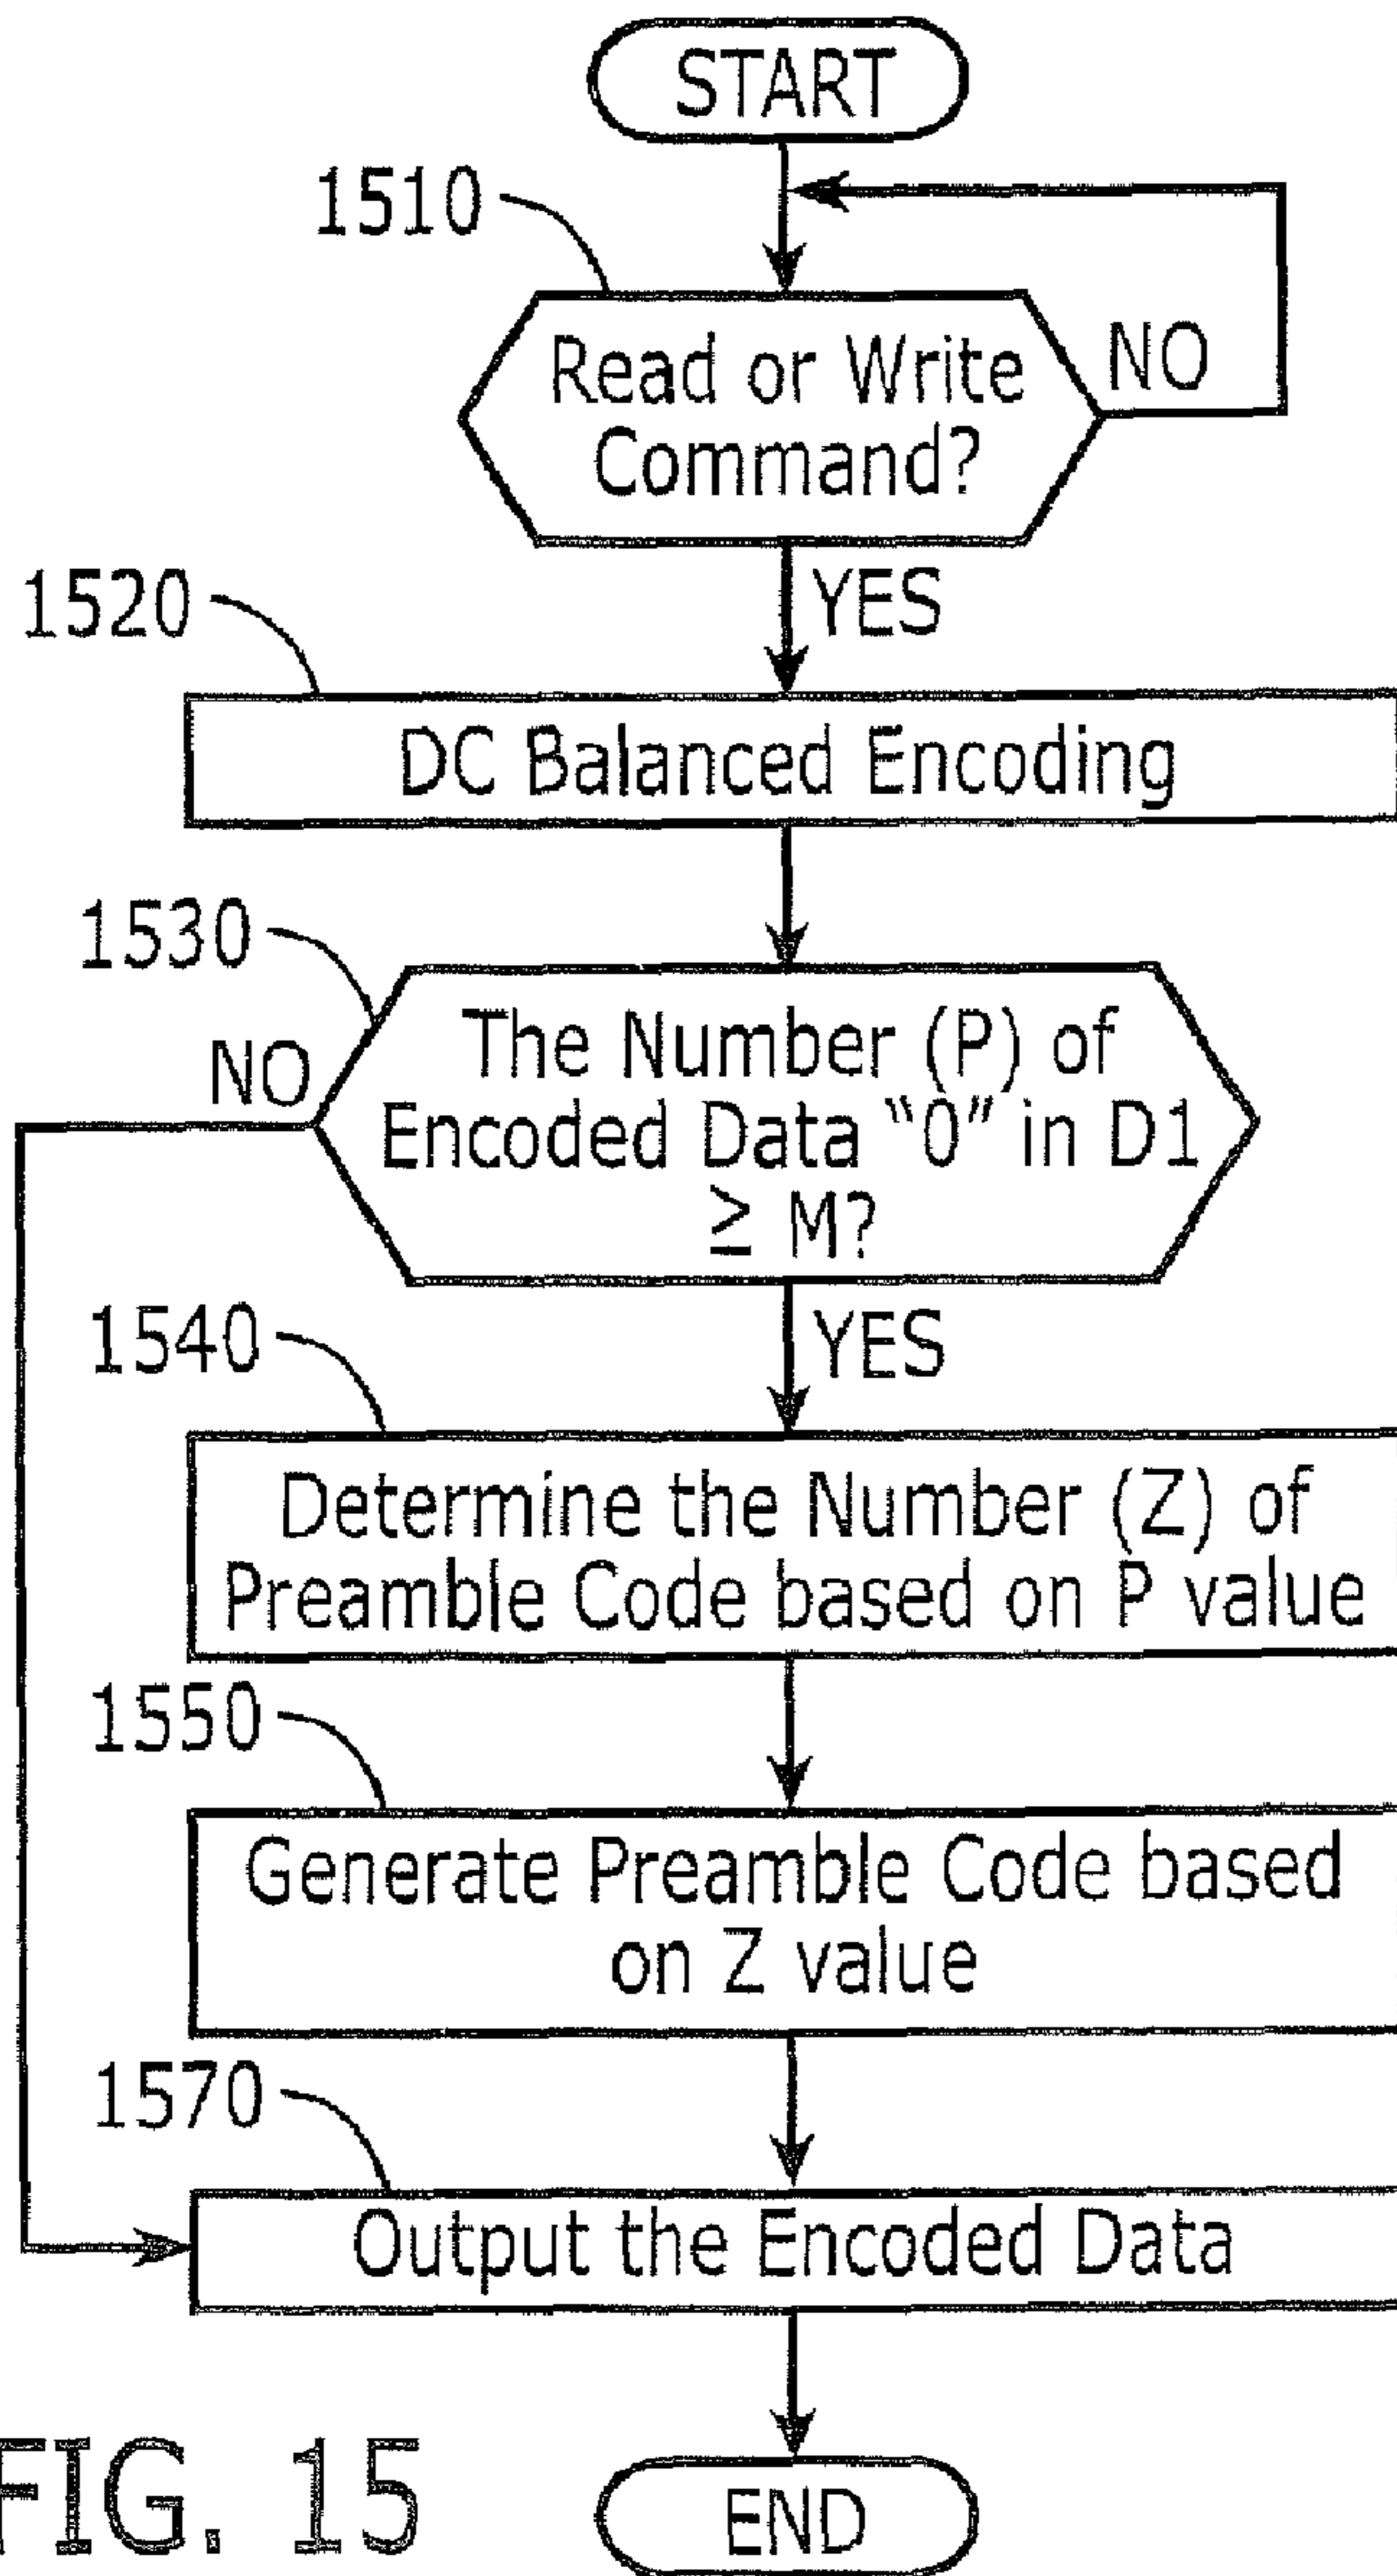 START
1510
Read or Write
Command?
NO
YES
1520
DC Balanced Encoding
1530
NO
The Number (P) of
Encoded Data “0” in D1
≥ M?
YES
1540
Determine the Number (Z) of
Preamble Code based on P value
1550
Generate Preamble Code based
on Z value
1570
Output the Encoded Data
END
FIG. 15